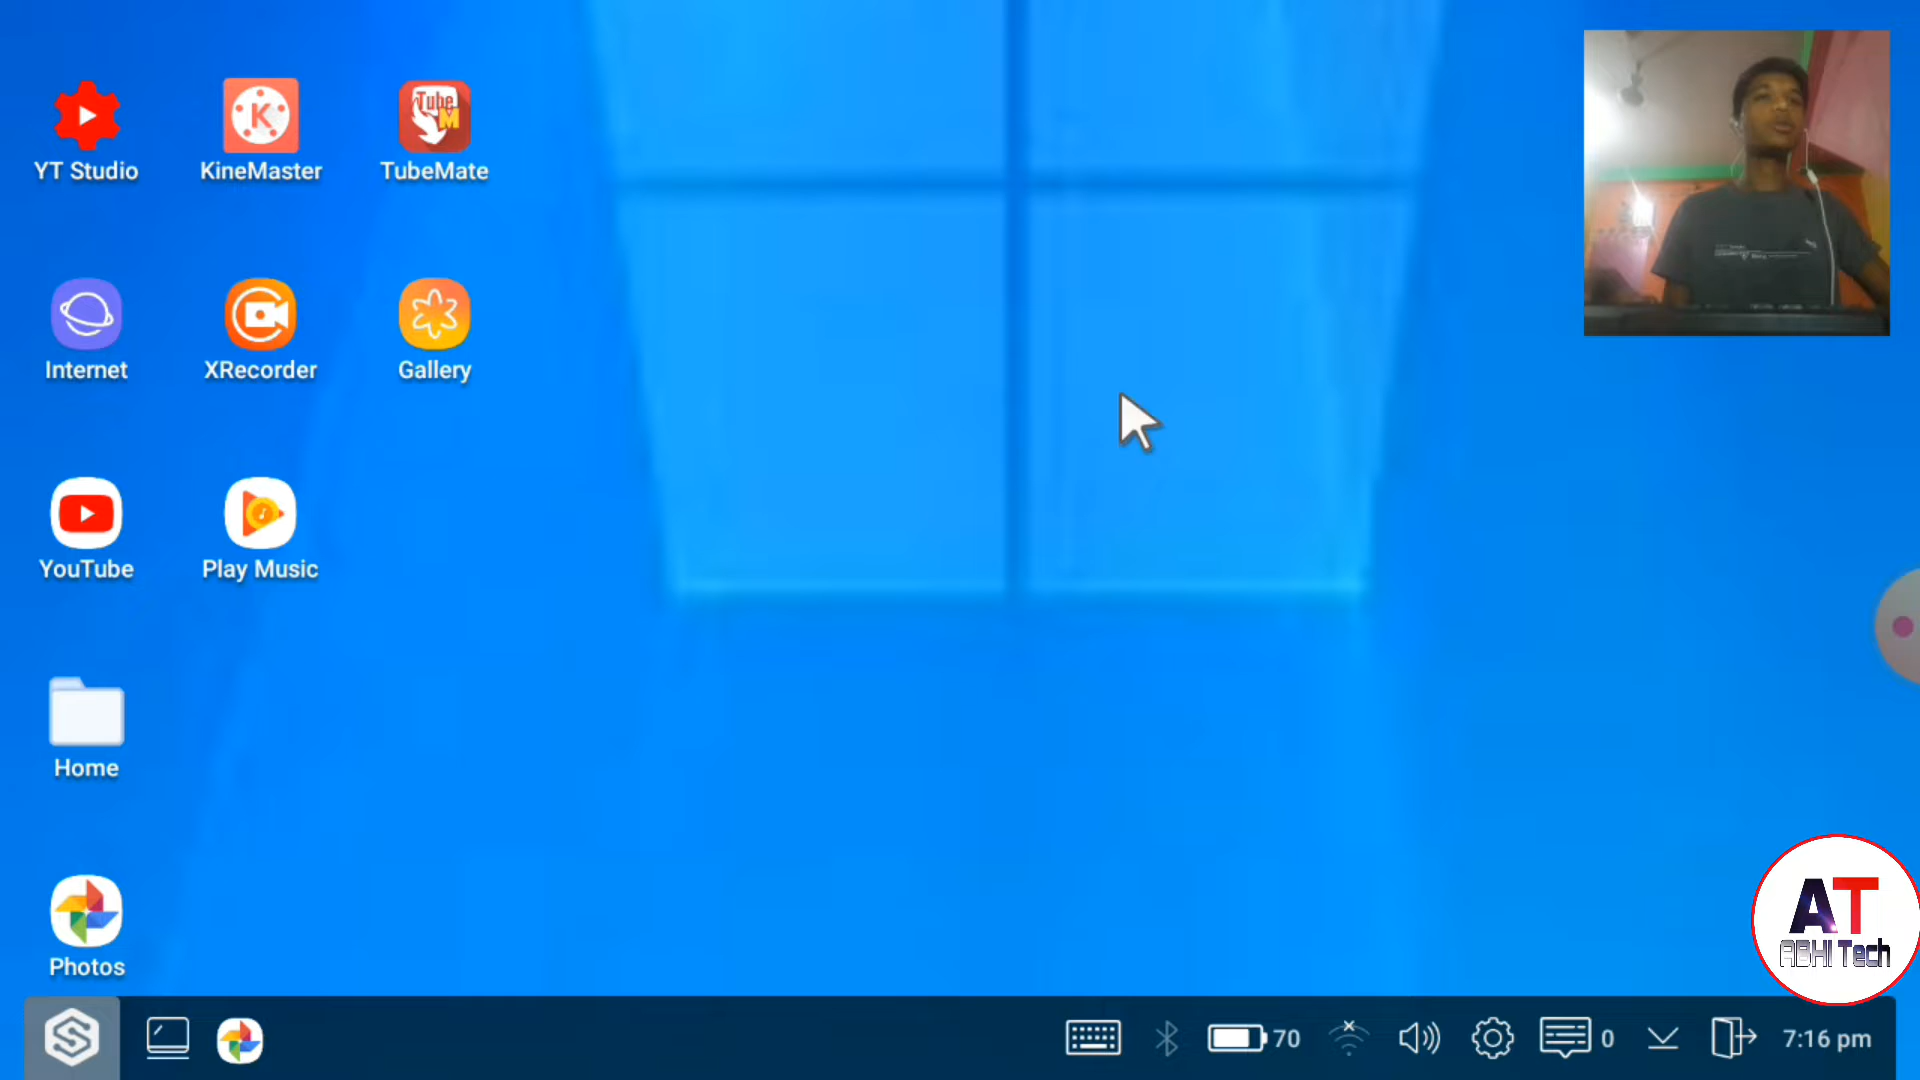 YT Studio
KineMaster
Tube
M
TubeMate
Internet
XRecorder
Gallery
YouTube
Play Music
Home
Photos
AT
ABHI Tech
70
0
7:16 pm